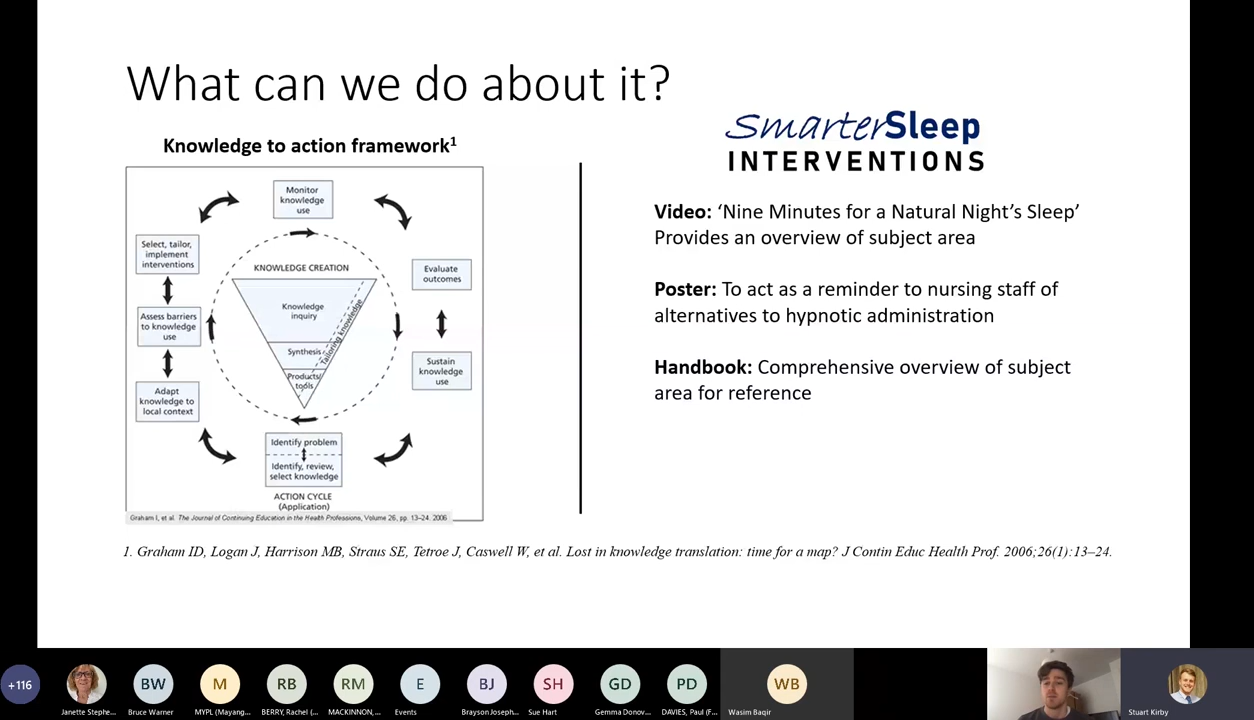 What can we do about it?
Knowledge to action framework¹
Monitor
knowledge
use
Select, tailor,
implement
interventions
Assess barriers
to knowledge
use
Adapt
knowledge to
local context
KNOWLEDGE CREATION
Knowledge
inquiry
Synthesis
Products/
tools
Tailoring knowledge
Evaluate
outcomes
Sustain
knowledge
use
Identify problem
Identify, review,
select knowledge
ACTION CYCLE
(Application)
Graham I, et al. The Journal of Continuing Education in the Health Professions, Volume 26, pp. 13–24. 2006
SmarterSleep
INTERVENTIONS
Video: ‘Nine Minutes for a Natural Night’s Sleep’
Provides an overview of subject area
Poster: To act as a reminder to nursing staff of
alternatives to hypnotic administration
Handbook: Comprehensive overview of subject
area for reference
1. Graham ID, Logan J, Harrison MB, Straus SE, Tetroe J, Caswell W, et al. Lost in knowledge translation: time for a map? J Contin Educ Health Prof. 2006;26(1):13–24.
+116
BW
M
RB
RM
E
BJ
SH
GD
PD
WB
Janette Stephe...
Bruce Warner
MYPL (Mayang...
BERRY, Rachel (...
MACKINNON,...
Events
Brayson Joseph...
Sue Hart
Gemma Donov...
DAVIES, Paul (F...
Wasim Baqir
Stuart Kirby